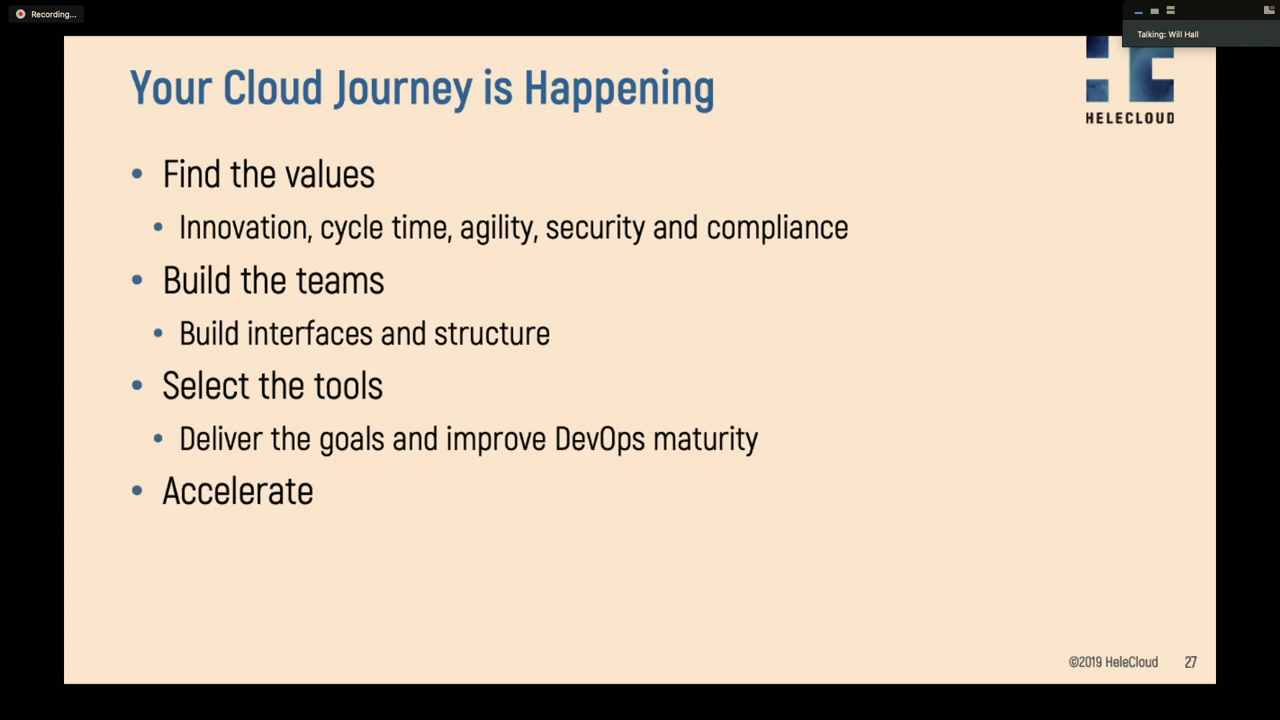 Recording...
Talking: Will Hall
Your Cloud Journey is Happening
HELECLOUD
• Find the values
• Innovation, cycle time, agility, security and compliance
• Build the teams
• Build interfaces and structure
• Select the tools
• Deliver the goals and improve DevOps maturity
• Accelerate
©2019 HeleCloud 27